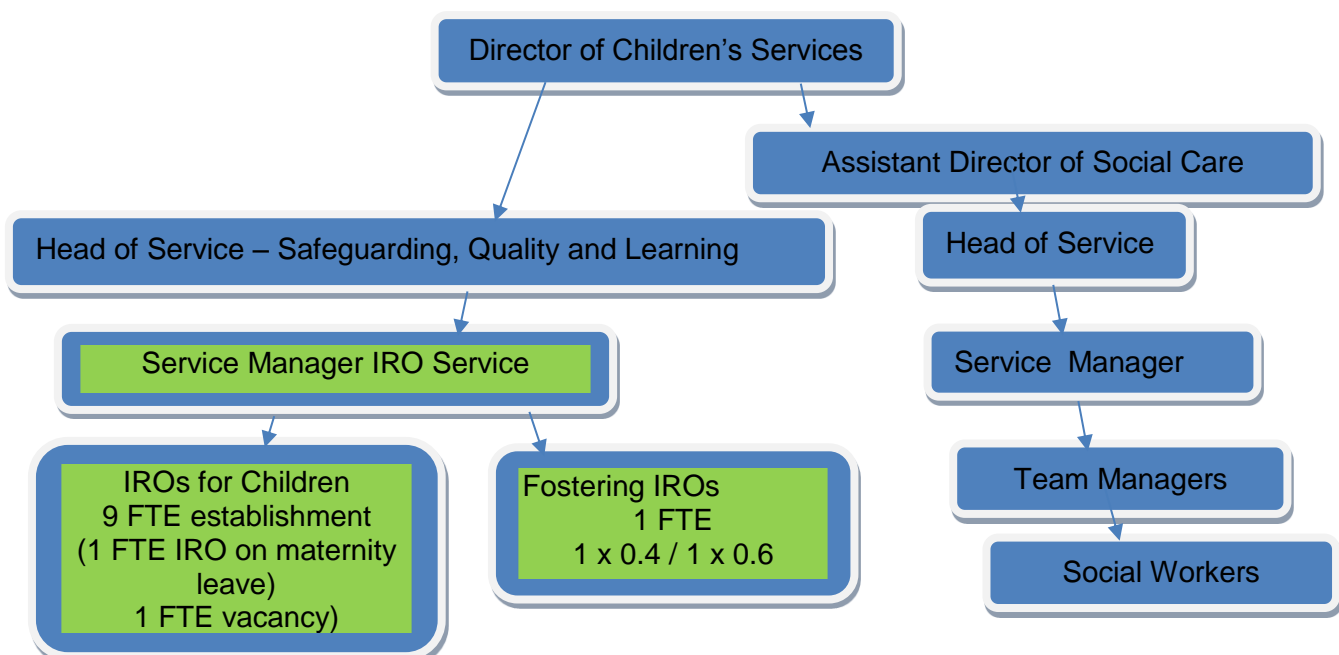 Director of Children’s Services
Assistant Director of Social Care
Head of Service – Safeguarding, Quality and Learning
Head of Service
Service Manager IRO Service
Service  Manager
IROs for Children
9 FTE establishment
(1 FTE IRO on maternity
leave)
1 FTE vacancy)
Fostering IROs
1 FTE
1 x 0.4 / 1 x 0.6
Team Managers
Social Workers